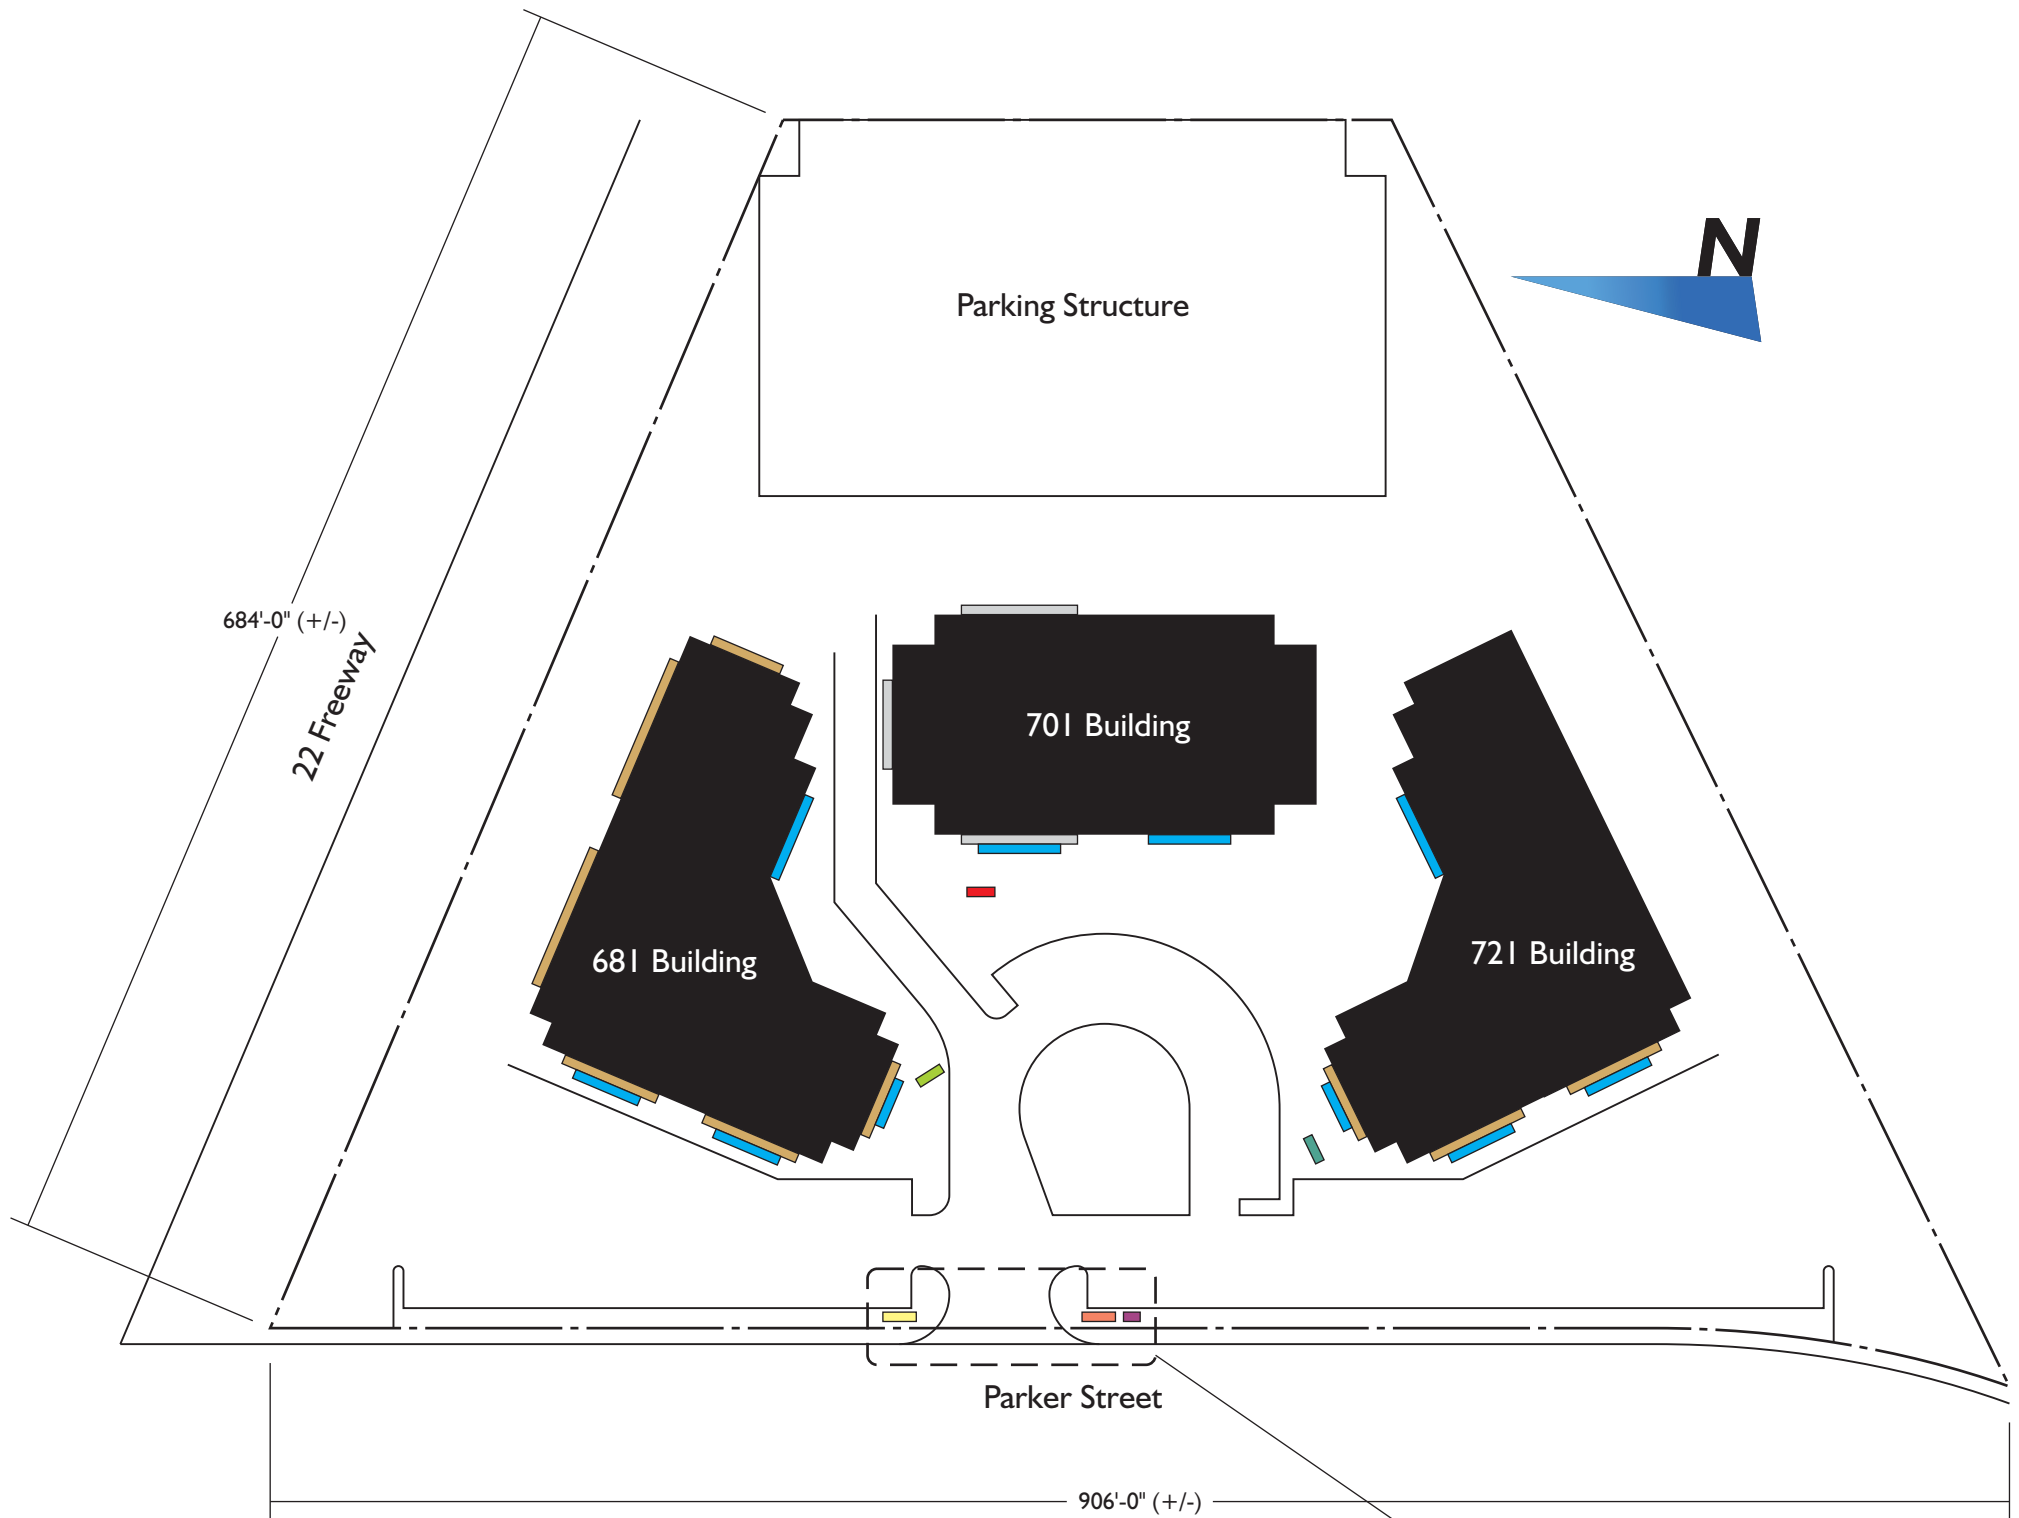 N
Parking Structure
684'-0" (+/-)
22 Freeway
701 Building
681 Building
721 Building
Parker Street
906'-0" (+/-)